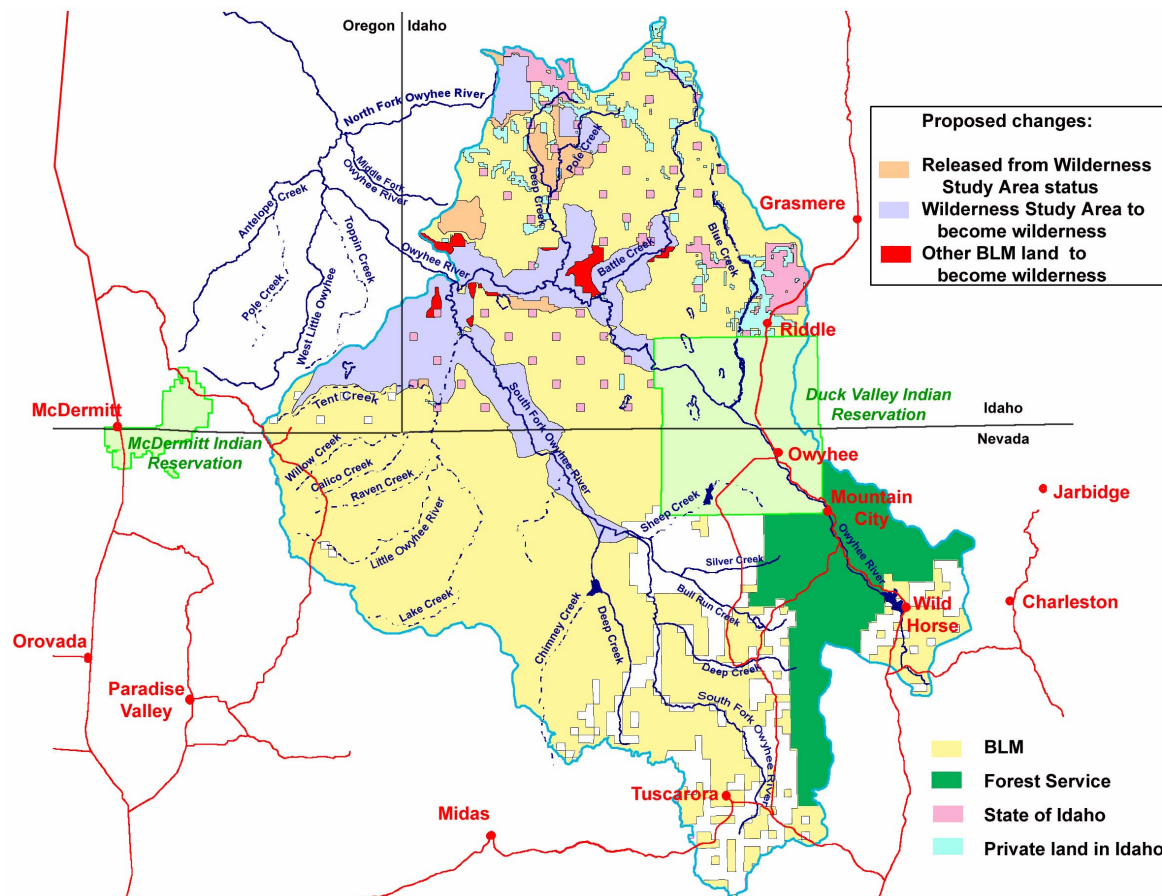 Oregon
Idaho
North Fork Owyhee River
Middle Fork
Owyhee River
Antelope Creek
Toppin Creek
Pole Creek
West Little Owyhee
Owyhee River
Deep Creek
Pole Creek
Battle Creek
Blue Creek
Grasmere
Riddle
Proposed changes:
Released from Wilderness
Study Area status
Wilderness Study Area to
become wilderness
Other BLM land to
become wilderness
McDermitt
McDermitt Indian
Reservation
Duck Valley Indian
Reservation
Idaho
Nevada
Tent Creek
Willow Creek
Calico Creek
Raven Creek
Little Owyhee River
Lake Creek
South Fork Owyhee River
Owyhee
Mountain
City
Jarbidge
Sheep Creek
Silver Creek
Bull Run Creek
Owyhee River
Wild
Horse
Charleston
Chimney Creek
Deep Creek
Deep Creek
South Fork Owyhee River
Orovada
Paradise
Valley
Midas
Tuscarora
BLM
Forest Service
State of Idaho
Private land in Idaho